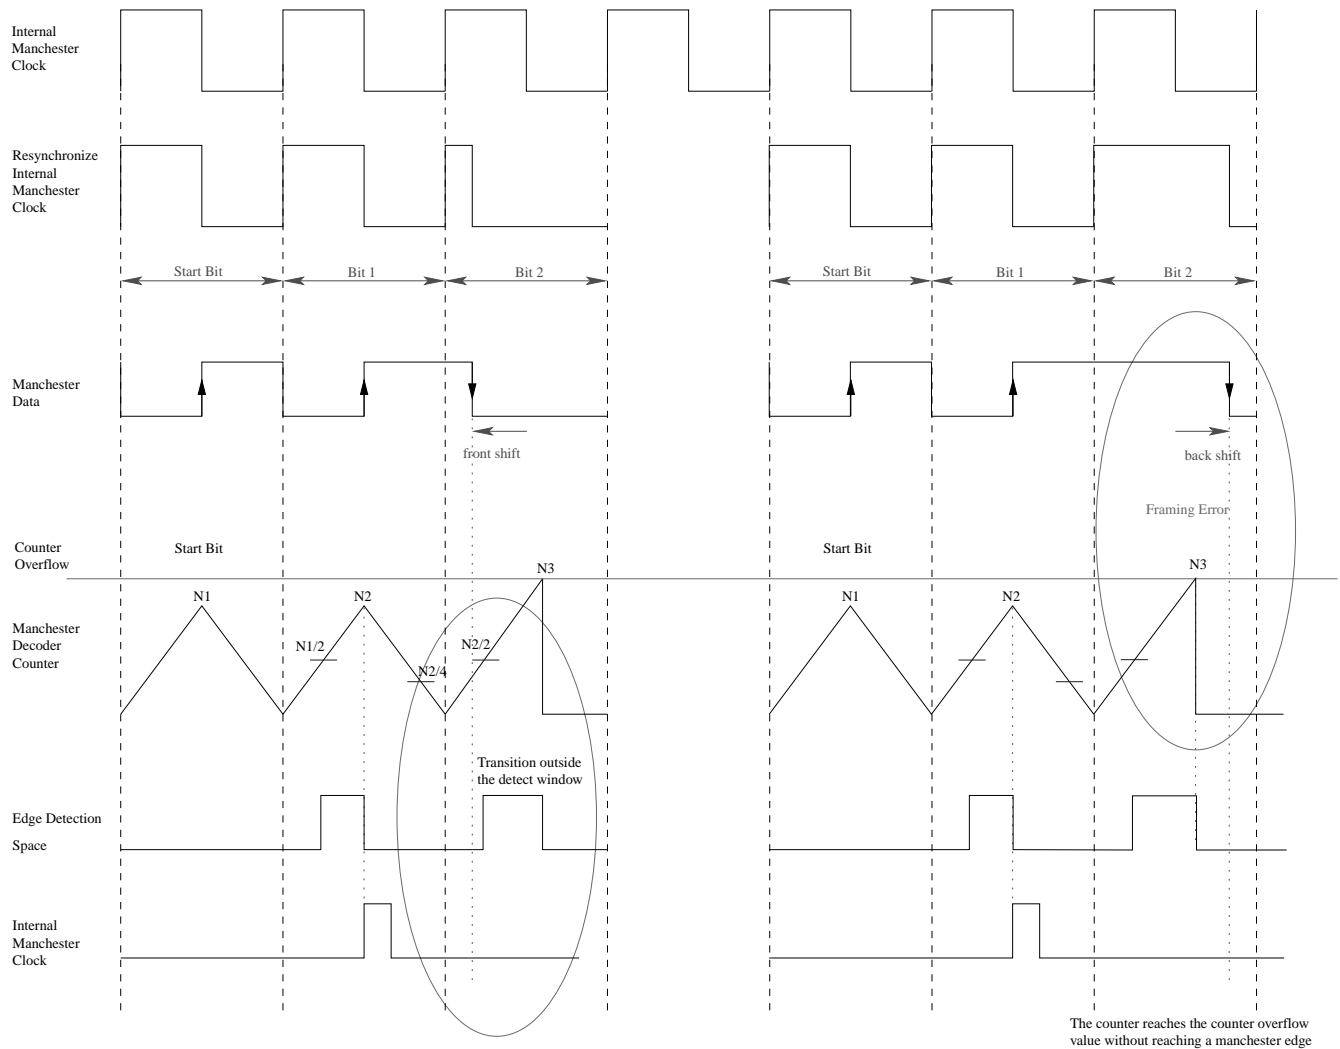 Internal
Manchester
Clock
Resynchronize
Internal
Manchester
Clock
Start Bit
Bit 1
Bit 2
Start Bit
Bit 1
Bit 2
Manchester
Data
front shift
back shift
Framing Error
Counter
Overflow
Start Bit
Start Bit
N3
N3
N1
N2
N1
N2
Manchester
Decoder
Counter
N1/2
N2/4
N2/2
Transition outside
the detect window
Edge Detection
Space
Internal
Manchester
Clock
The counter reaches the counter overflow
value without reaching a manchester edge